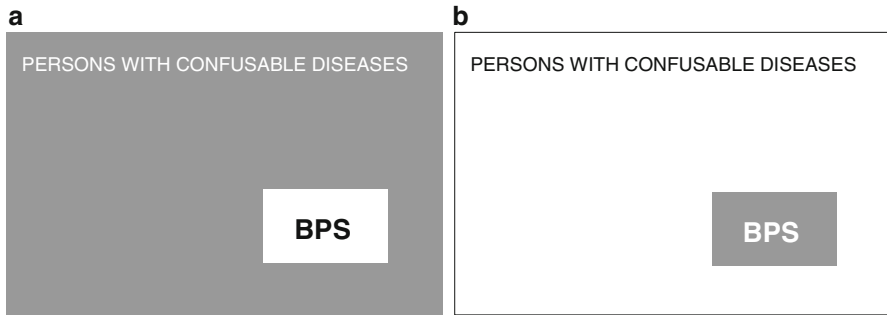 a
PERSONS WITH CONFUSABLE DISEASES
BPS
b
PERSONS WITH CONFUSABLE DISEASES
BPS